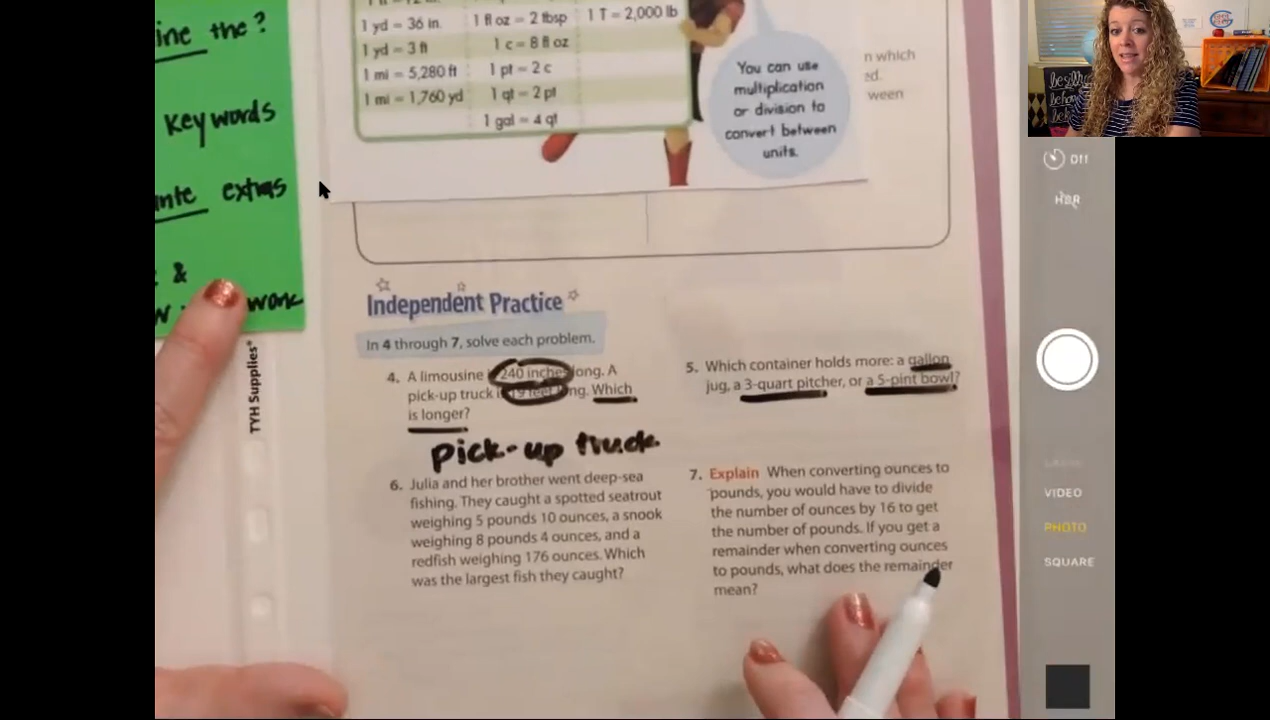 ine the?
Keywords
extras
&
work
1 yd = 36 in.
1 fl oz = 2 tbsp
1 T = 2,000 lb
1 yd = 3 ft
1 c = 8 fl oz
1 mi = 5,280 ft
1 pt = 2 c
1 mi = 1,760 yd
1 qt = 2 pt
1 gal = 4 qt
You can use
multiplication
or division to
convert between
units.
n which
ed.
ween
TYH Supplies
Independent Practice
In 4 through 7, solve each problem.
4. A limousine 240 inches long. A
pick-up truck 19 feet long. Which
is longer?
Pick-up truck
5. Which container holds more: a gallon
jug, a 3-quart pitcher, or a 5-pint bowl?
6. Julia and her brother went deep-sea
fishing. They caught a spotted seatrout
weighing 5 pounds 10 ounces, a snook
weighing 8 pounds 4 ounces, and a
redfish weighing 176 ounces. Which
was the largest fish they caught?
7. Explain When converting ounces to
pounds, you would have to divide
the number of ounces by 16 to get
the number of pounds. If you get a
remainder when converting ounces
to pounds, what does the remainder
mean?
Off
HDR
VIDEO
PHOTO
SQUARE